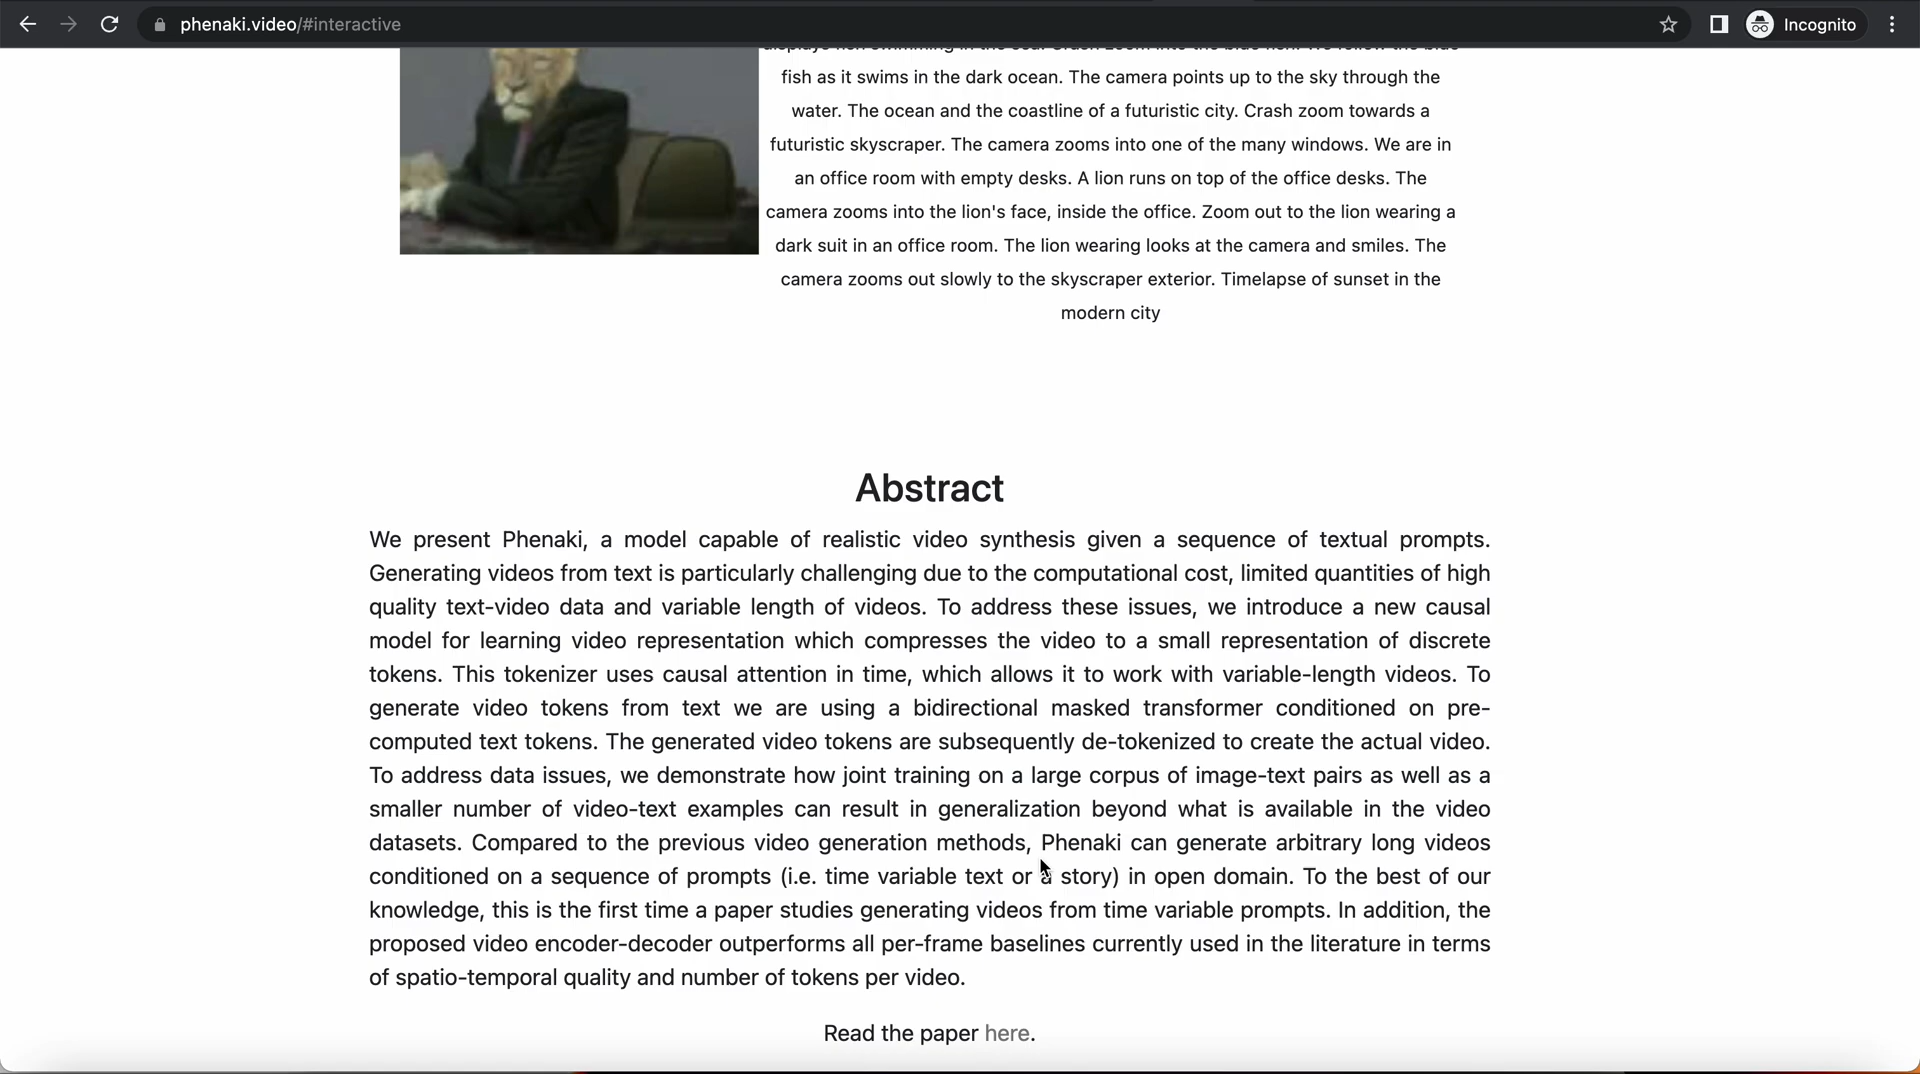 phenaki.video/#interactive
Incognito
displays fish swimming in the sea. Crash zoom into the blue fish. We follow the blue
fish as it swims in the dark ocean. The camera points up to the sky through the
water. The ocean and the coastline of a futuristic city. Crash zoom towards a
futuristic skyscraper. The camera zooms into one of the many windows. We are in
an office room with empty desks. A lion runs on top of the office desks. The
camera zooms into the lion's face, inside the office. Zoom out to the lion wearing a
dark suit in an office room. The lion wearing looks at the camera and smiles. The
camera zooms out slowly to the skyscraper exterior. Timelapse of sunset in the
modern city
Abstract
We present Phenaki, a model capable of realistic video synthesis given a sequence of textual prompts.
Generating videos from text is particularly challenging due to the computational cost, limited quantities of high
quality text-video data and variable length of videos. To address these issues, we introduce a new causal
model for learning video representation which compresses the video to a small representation of discrete
tokens. This tokenizer uses causal attention in time, which allows it to work with variable-length videos. To
generate video tokens from text we are using a bidirectional masked transformer conditioned on pre-
computed text tokens. The generated video tokens are subsequently de-tokenized to create the actual video.
To address data issues, we demonstrate how joint training on a large corpus of image-text pairs as well as a
smaller number of video-text examples can result in generalization beyond what is available in the video
datasets. Compared to the previous video generation methods, Phenaki can generate arbitrary long videos
conditioned on a sequence of prompts (i.e. time variable text or a story) in open domain. To the best of our
knowledge, this is the first time a paper studies generating videos from time variable prompts. In addition, the
proposed video encoder-decoder outperforms all per-frame baselines currently used in the literature in terms
of spatio-temporal quality and number of tokens per video.
Read the paper here.